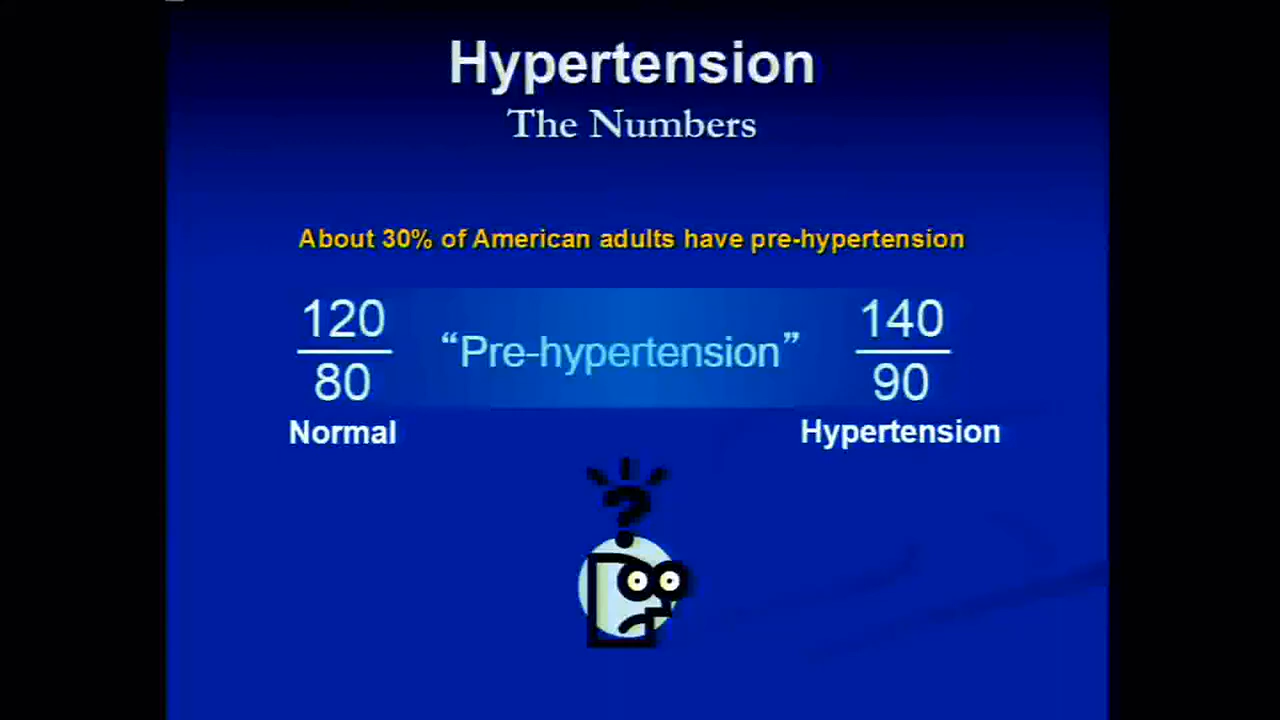 Hypertension
The Numbers
About 30% of American adults have pre-hypertension
120
80
Normal
“Pre-hypertension”
140
90
Hypertension
?